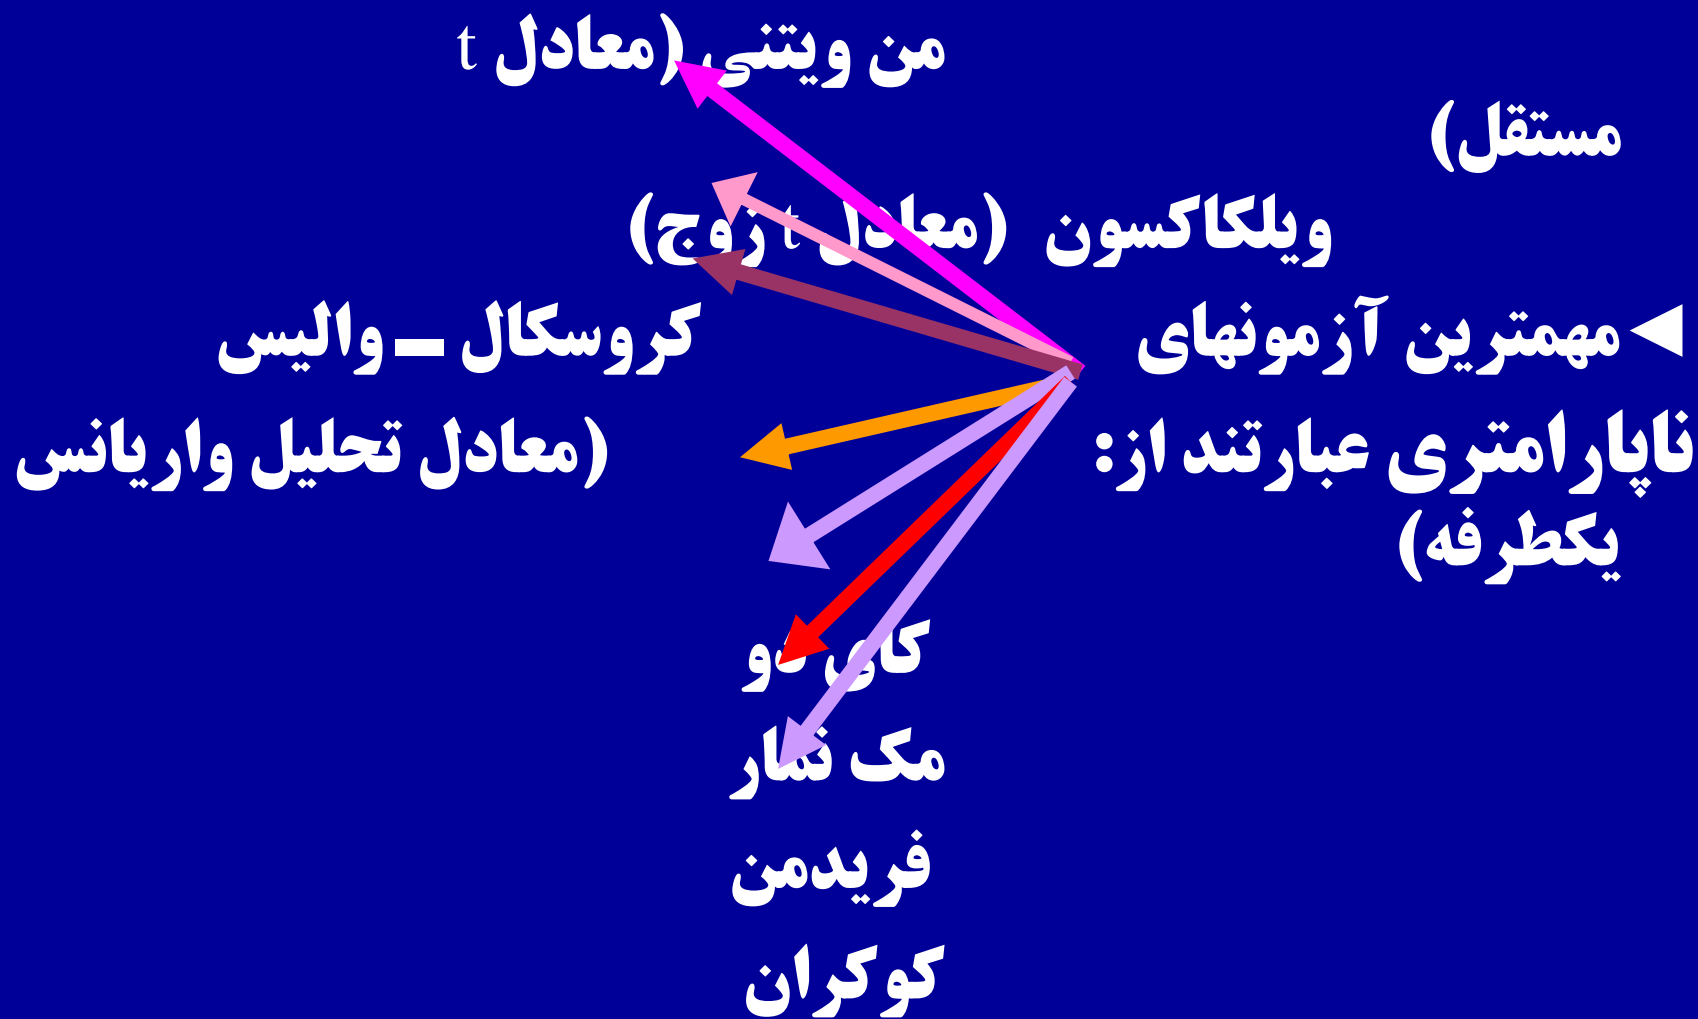 من ویتنی (معادل t
مستقل)
ویلکاکسون (معادل t زوج)
◄مهمترین آزمونهای کروسکال – والیس
ناپارامتری عبارتند از: (معادل تحلیل واریانس
یکطرفه)
کای دو
مک نمار
فریدمن
کوکران